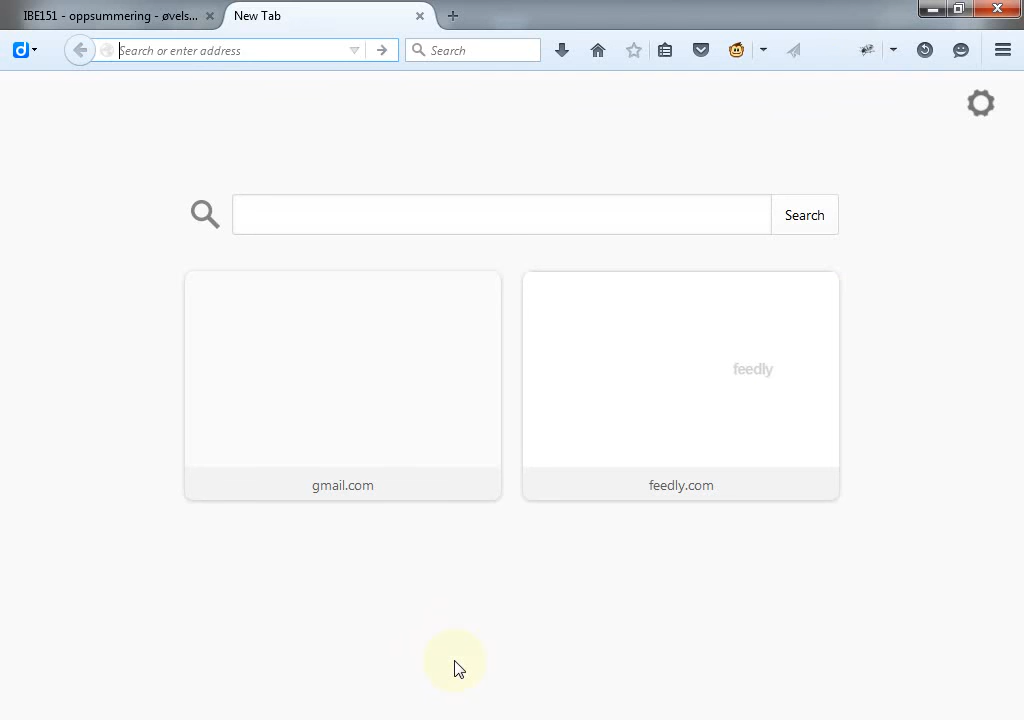 IBE151 - oppsummering - øvels...
New Tab
Search or enter address
Search
Search
feedly
gmail.com
feedly.com